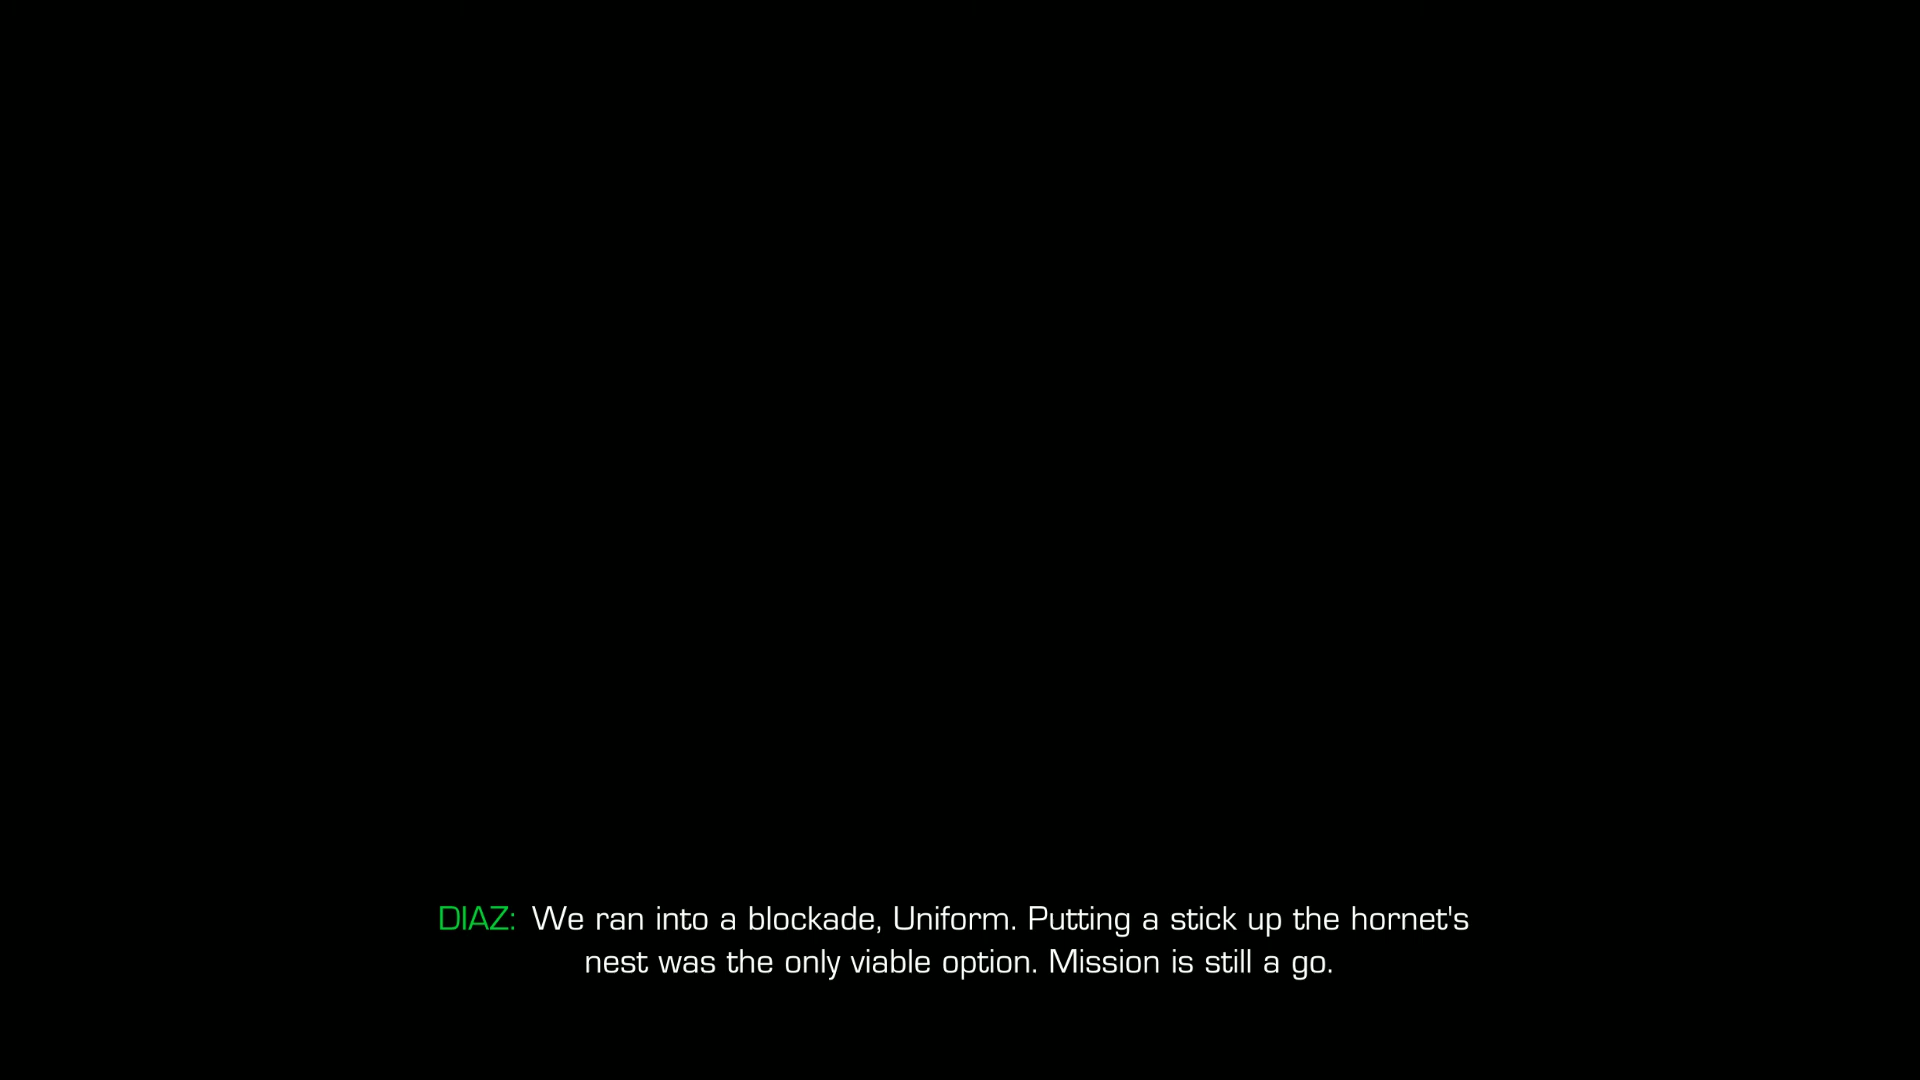 DIAZ: We ran into a blockade, Uniform. Putting a stick up the hornet's
nest was the only viable option. Mission is still a go.